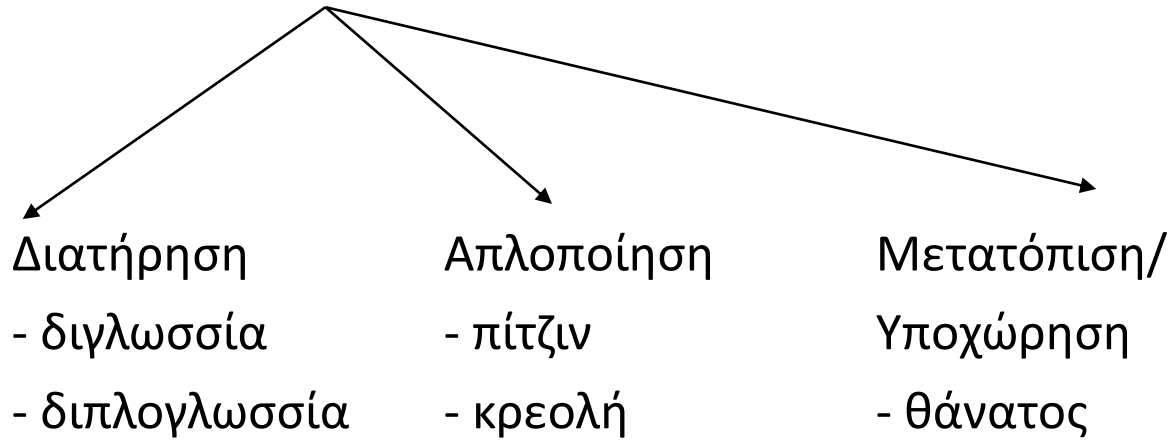 Διατήρηση
- διγλωσσία
- διπλογλωσσία
Απλοποίηση
- πίτζιν
- κρεολή
Μετατόπιση/
Υποχώρηση
- θάνατος